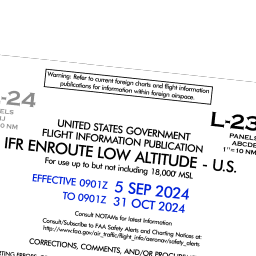 Warning: Refer to current foreign charts and flight information
publications for information within foreign airspace.
-24
L-23
PANELS
ABCDE
1"=10 NM
NM
UNITED STATES GOVERNMENT
FLIGHT INFORMATION PUBLICATION
IFR ENROUTE LOW ALTITUDE - U.S.
For use up to but not including 18,000' MSL
EFFECTIVE 0901Z 5 SEP 2024
TO 0901Z 31 OCT 2024
Consult NOTAMs for latest information
Consult/Subscribe to FAA Safety Alerts and Charting Notices at:
http://www.faa.gov/air_traffic/flight_info/aeronav/safety_alerts
CORRECTIONS, COMMENTS, AND/OR PROCUREMENT